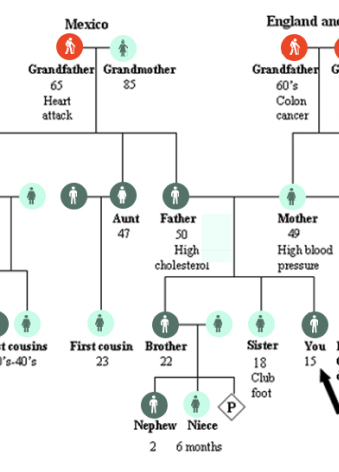 Mexico
England and
Grandfather Grandmother
65 85
Heart
attack
Grandfather G
60's
Colon
cancer
Aunt
47
Father
50
High
cholesterol
Mother
49
High blood
pressure
t cousins
's-40's
First cousin
23
Brother
22
Sister
18
Club
foot
You
15
Nephew
2
Niece
6 months
P